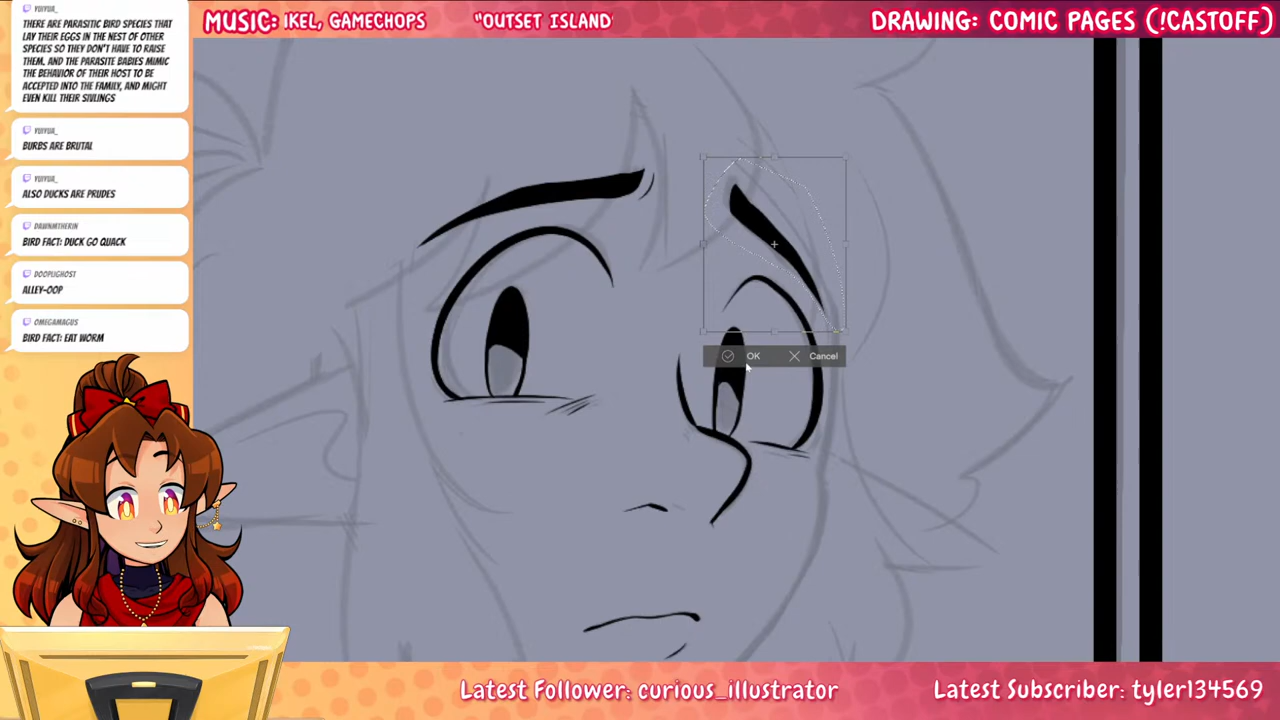 MUSIC: IKEL, GAMECHOPS "OUTSET ISLAND
DRAWING: COMIC PAGES (!CASTOFF)
YUIYUA_
THERE ARE PARASITIC BIRD SPECIES THAT
LAY THEIR EGGS IN THE NEST OF OTHER
SPECIES SO THEY DON'T HAVE TO RAISE
THEM. AND THE PARASITE BABIES MIMIC
THE BEHAVIOR OF THEIR HOST TO BE
ACCEPTED INTO THE FAMILY, AND MIGHT
EVEN KILL THEIR SIVLINGS
YUIYUA_
BURBS ARE BRUTAL
YUIYUA_
ALSO DUCKS ARE PRUDES
DAWNMTHERIN
BIRD FACT: DUCK GO QUACK
DOOPLIGHOST
ALLEY-OOP
OMEGAMAGUS
BIRD FACT: EAT WORM
OK Cancel
Latest Follower: curious_illustrator
Latest Subscriber: tyler134569